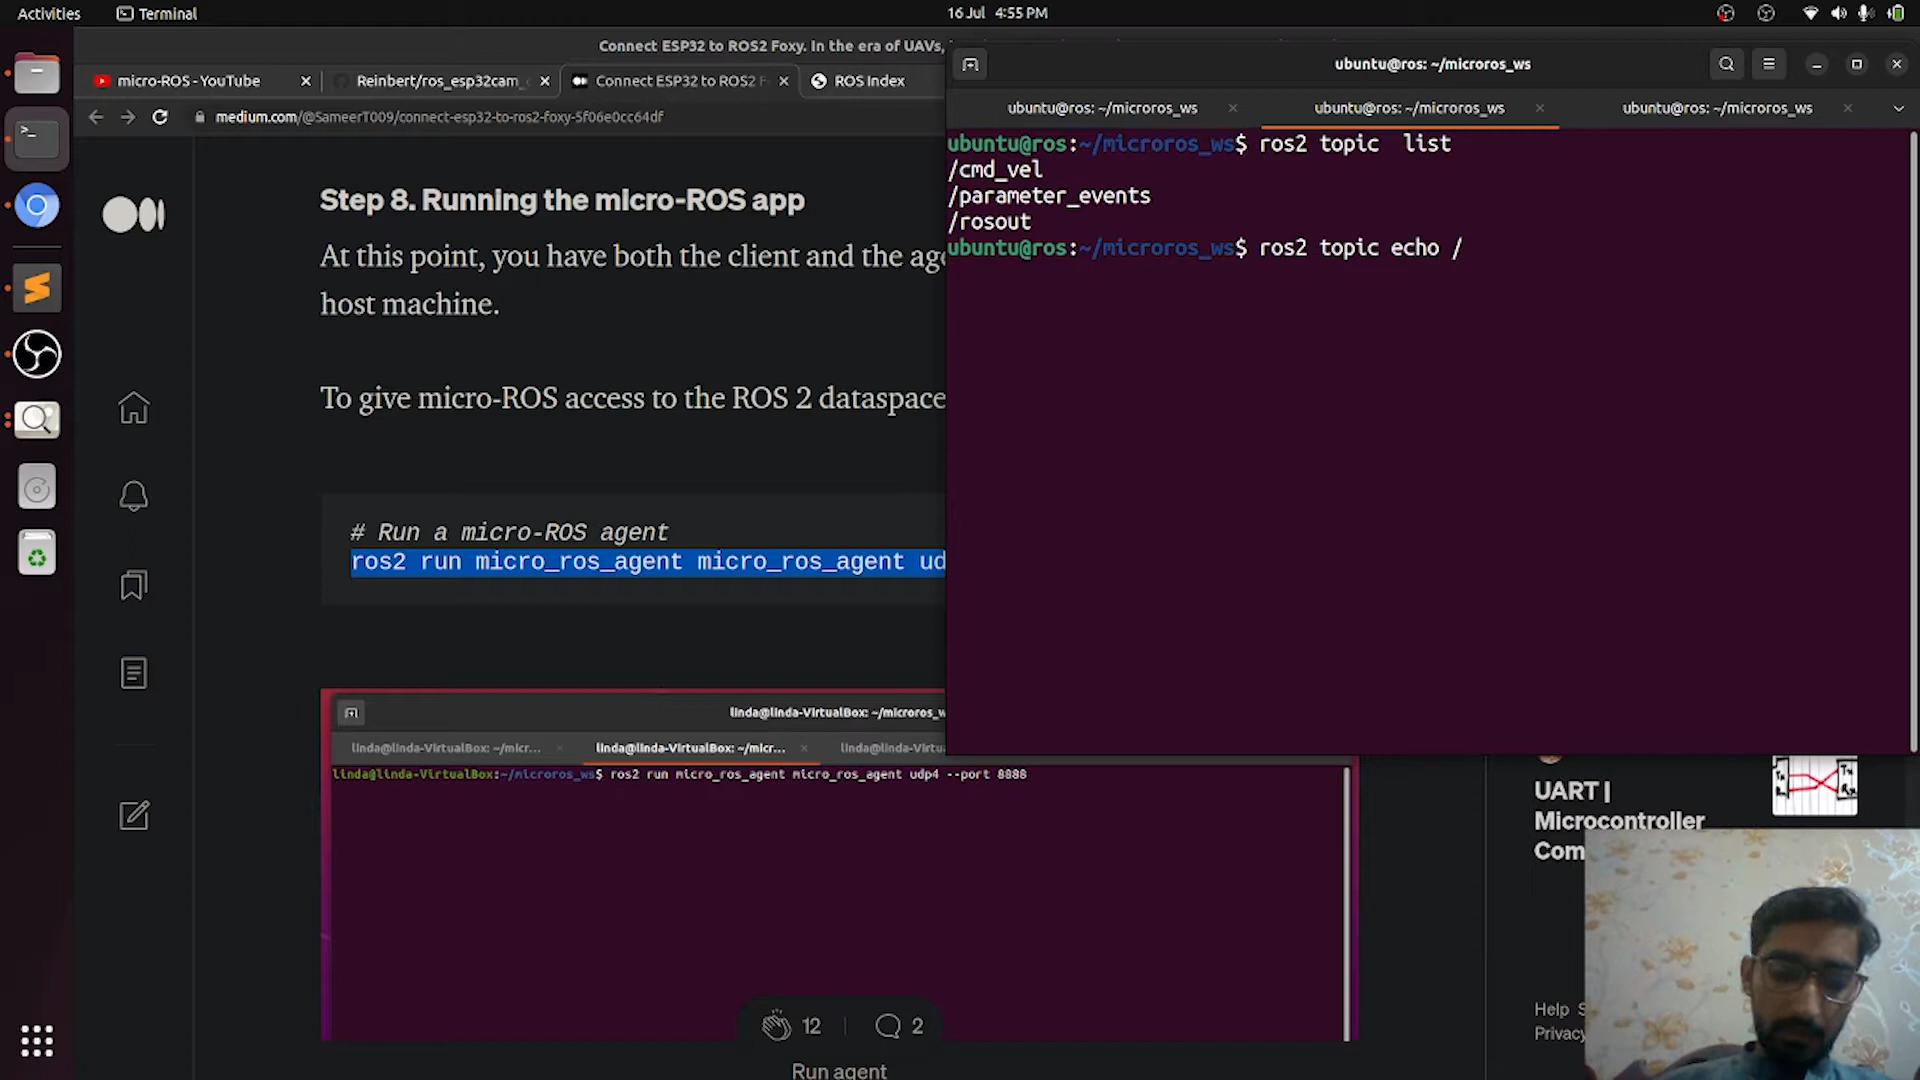 Activities
Terminal
16 Jul 4:55 PM
Connect ESP32 to ROS2 Foxy. In the era of UAVs,
micro-ROS - YouTube
Reinbert/ros_esp32cam_
Connect ESP32 to ROS2 F
ROS Index
medium.com/@SameerT009/connect-esp32-to-ros2-foxy-5f06e0cc64df
Step 8. Running the micro-ROS app
At this point, you have both the client and the age
host machine.
To give micro-ROS access to the ROS 2 dataspace
# Run a micro-ROS agent
ros2 run micro_ros_agent micro_ros_agent ud
linda@linda-VirtualBox: ~/microros_w
linda@linda-VirtualBox: ~/micr...
linda@linda-VirtualBox: ~/micr...
linda@linda-Virtual
linda@linda-VirtualBox:~/microros_ws$ ros2 run micro_ros_agent micro_ros_agent udp4 --port 8888
12
2
Run agent
ubuntu@ros: ~/microros_ws
ubuntu@ros: ~/microros_ws
ubuntu@ros: ~/microros_ws
ubuntu@ros: ~/microros_ws
ubuntu@ros:~/microros_ws$ ros2 topic  list
/cmd_vel
/parameter_events
/rosout
ubuntu@ros:~/microros_ws$ ros2 topic echo /
UART |
Microcontroller
Com
Help S
Privacy